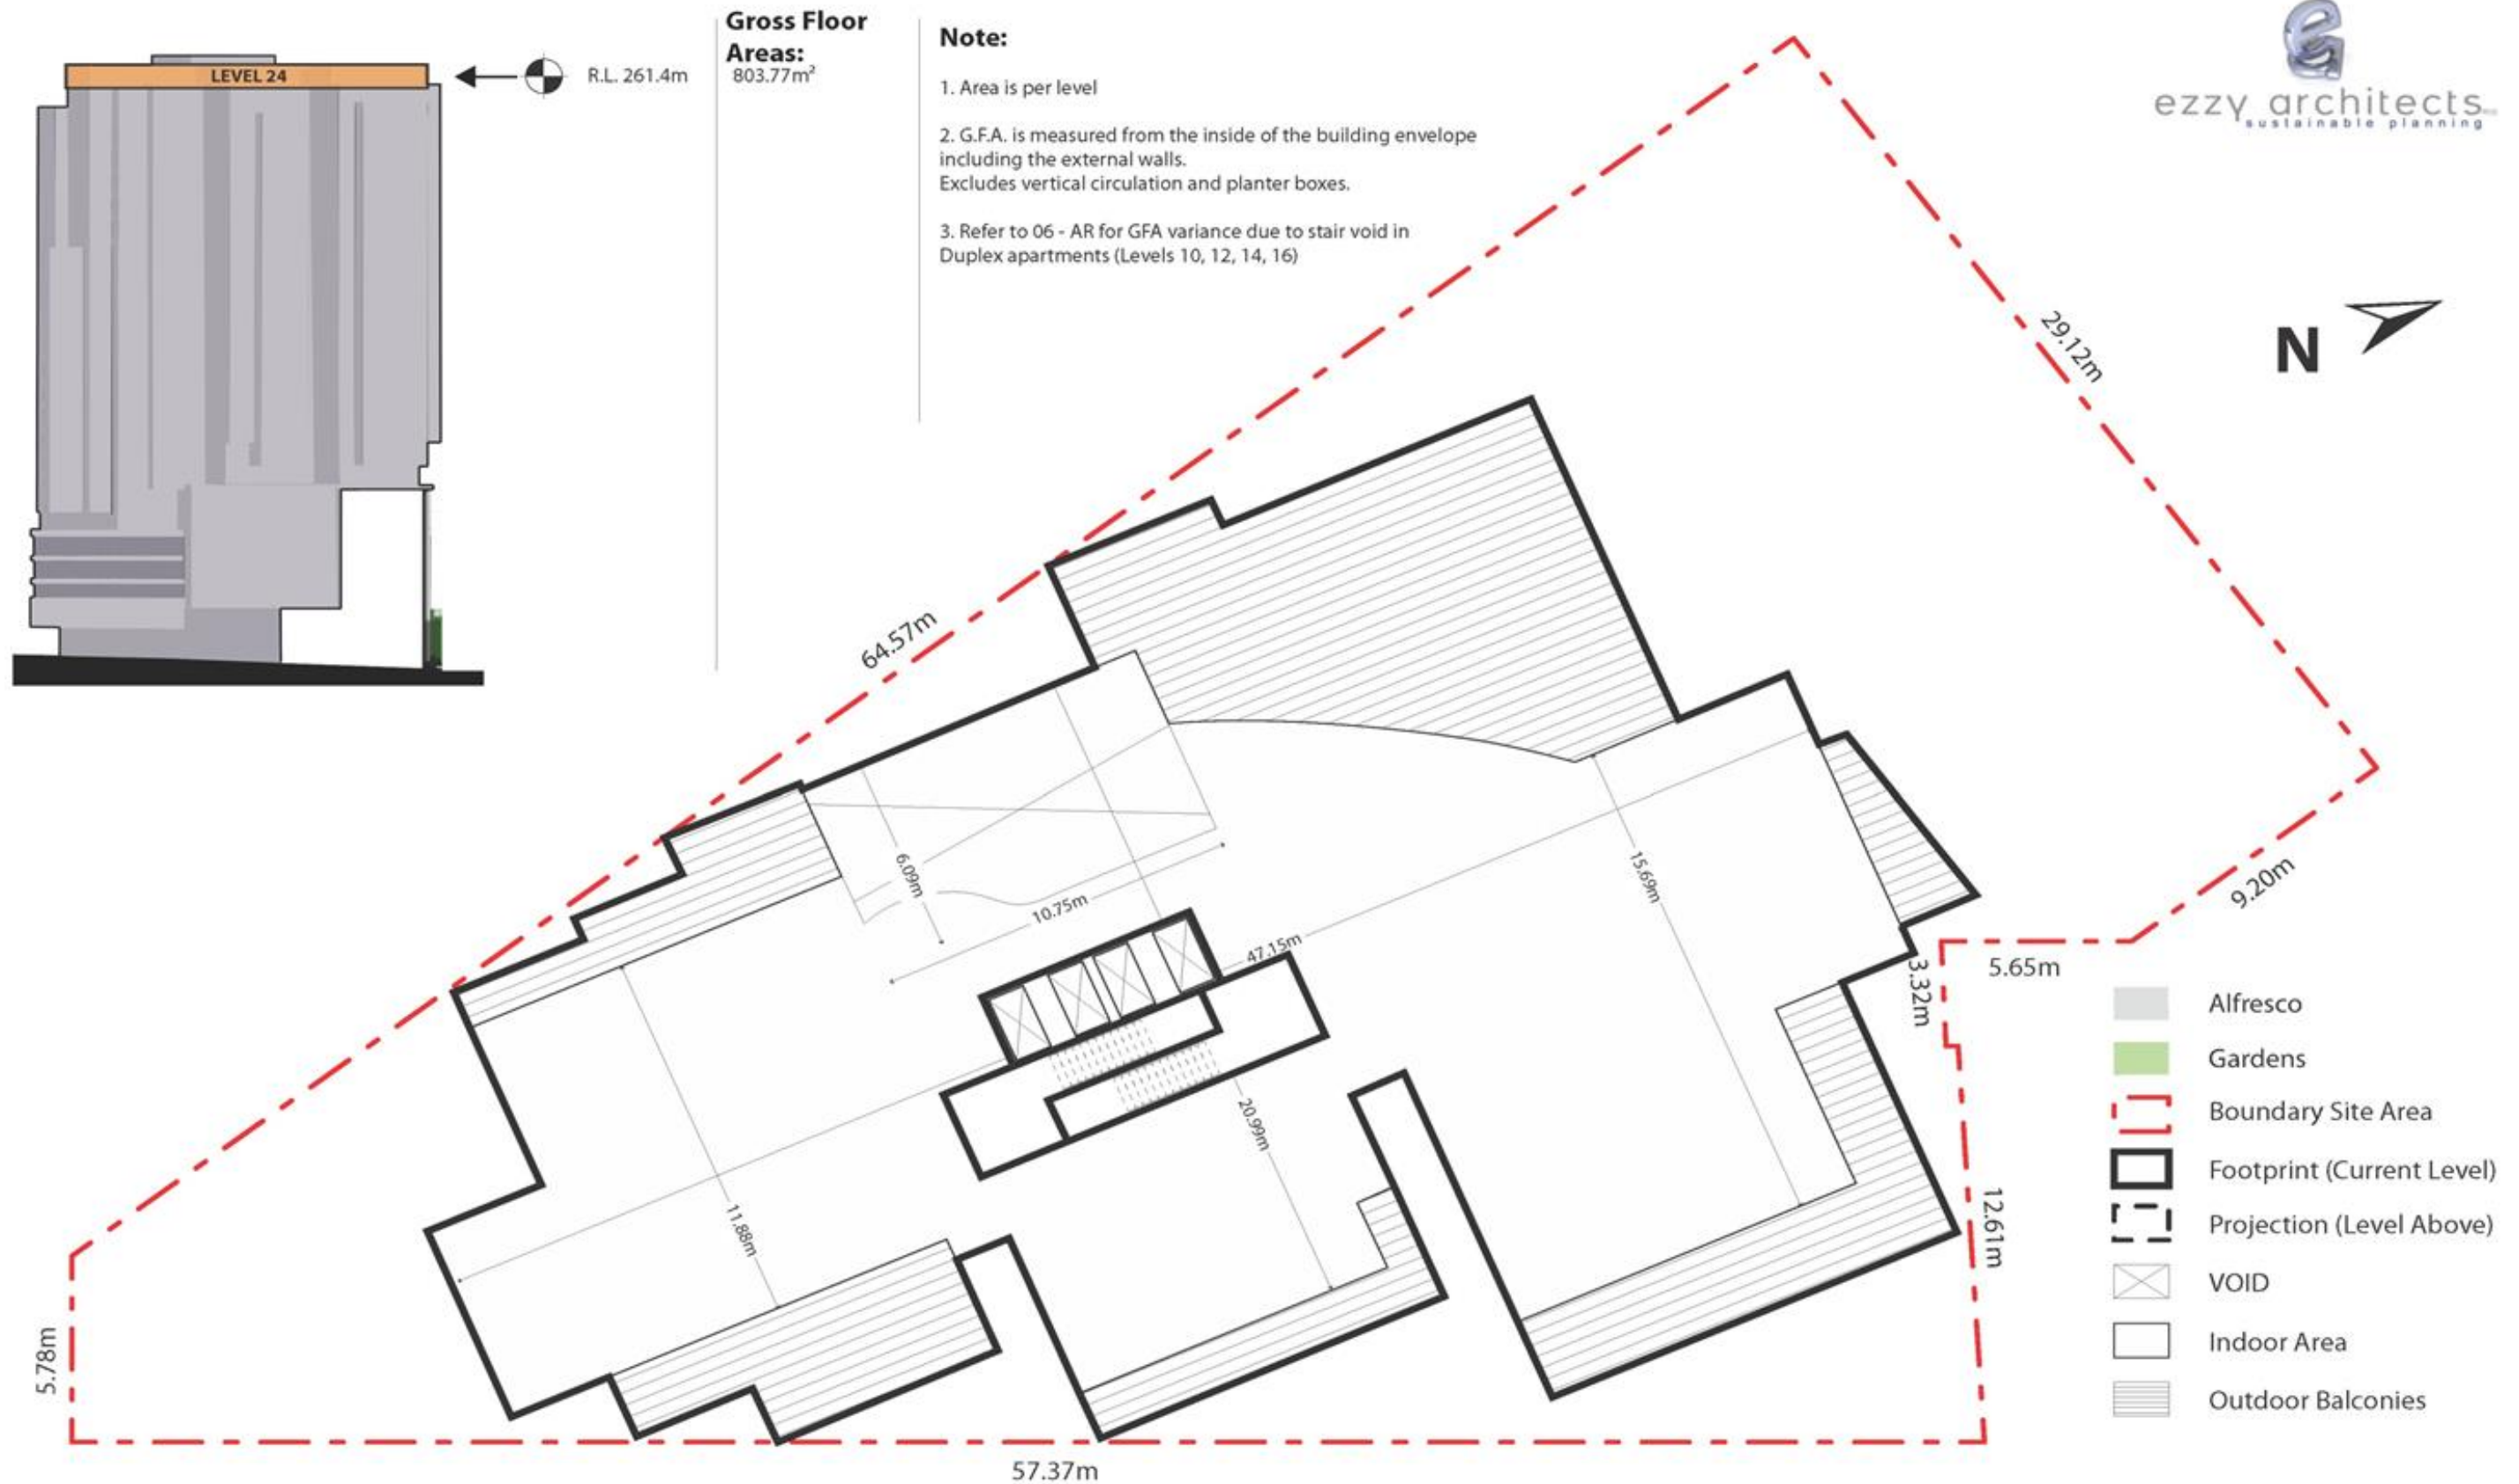 LEVEL 24
R.L. 261.4m
Gross Floor
Areas:
803.77m²
Note:
1. Area is per level
2. G.F.A. is measured from the inside of the building envelope
including the external walls.
Excludes vertical circulation and planter boxes.
3. Refer to 06 - AR for GFA variance due to stair void in
Duplex apartments (Levels 10, 12, 14, 16)
ezzy architects
sustainable planning
N
29.12m
64.57m
6.09m
10.75m
47.15m
15.69m
9.20m
5.65m
3.32m
20.99m
11.88m
12.61m
5.78m
57.37m
Alfresco
Gardens
Boundary Site Area
Footprint (Current Level)
Projection (Level Above)
VOID
Indoor Area
Outdoor Balconies